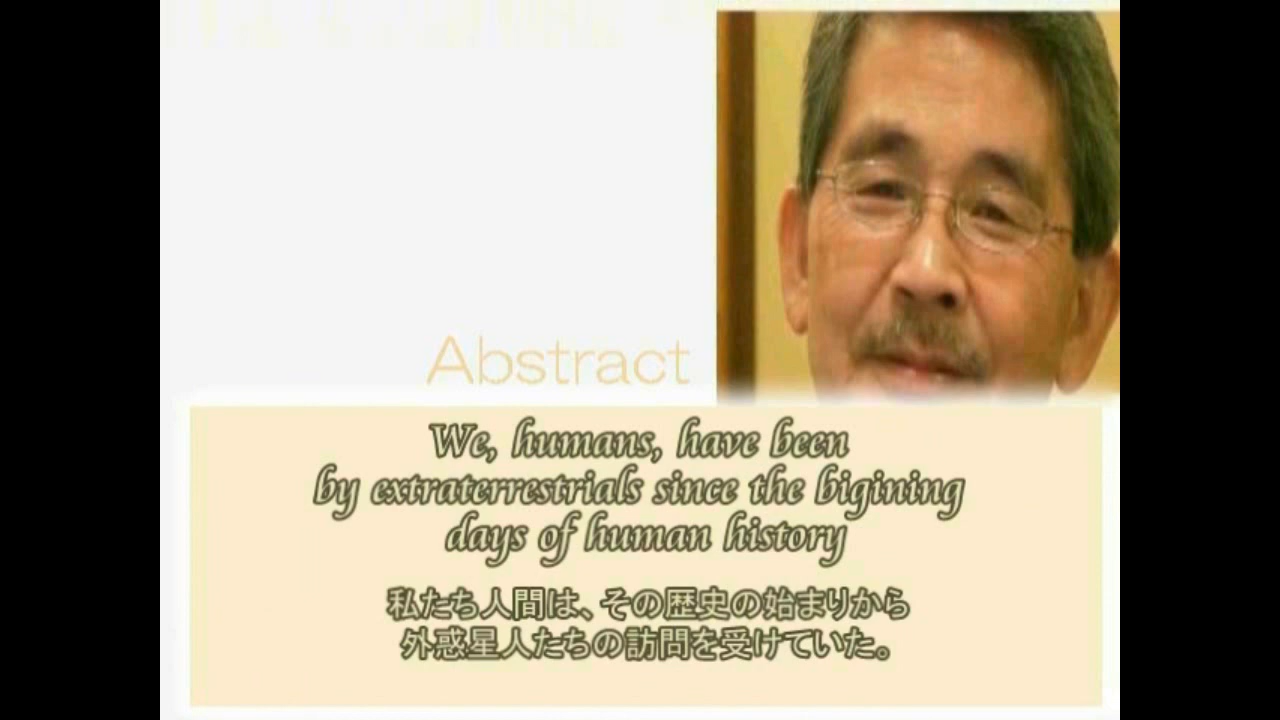 Abstract
We, humans, have been
by extraterrestrials since the bigining
days of human history
私たち人間は、その歴史の始まりから
外惑星人たちの訪問を受けていた。